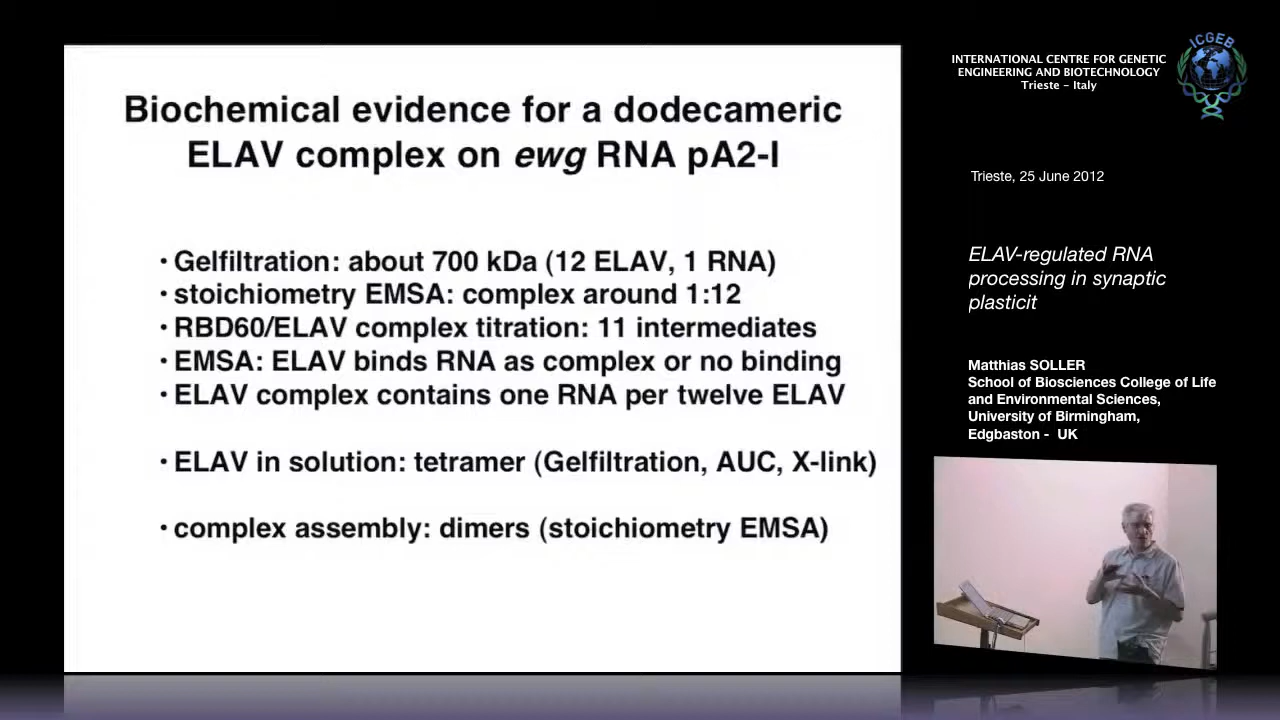 Biochemical evidence for a dodecameric
ELAV complex on ewg RNA pA2-I
• Gelfiltration: about 700 kDa (12 ELAV, 1 RNA)
• stoichiometry EMSA: complex around 1:12
• RBD60/ELAV complex titration: 11 intermediates
• EMSA: ELAV binds RNA as complex or no binding
• ELAV complex contains one RNA per twelve ELAV
• ELAV in solution: tetramer (Gelfiltration, AUC, X-link)
• complex assembly: dimers (stoichiometry EMSA)
INTERNATIONAL CENTRE FOR GENETIC
ENGINEERING AND BIOTECHNOLOGY
Trieste - Italy
ICGEB
Trieste, 25 June 2012
ELAV-regulated RNA
processing in synaptic
plasticit
Matthias SOLLER
School of Biosciences College of Life
and Environmental Sciences,
University of Birmingham,
Edgbaston - UK